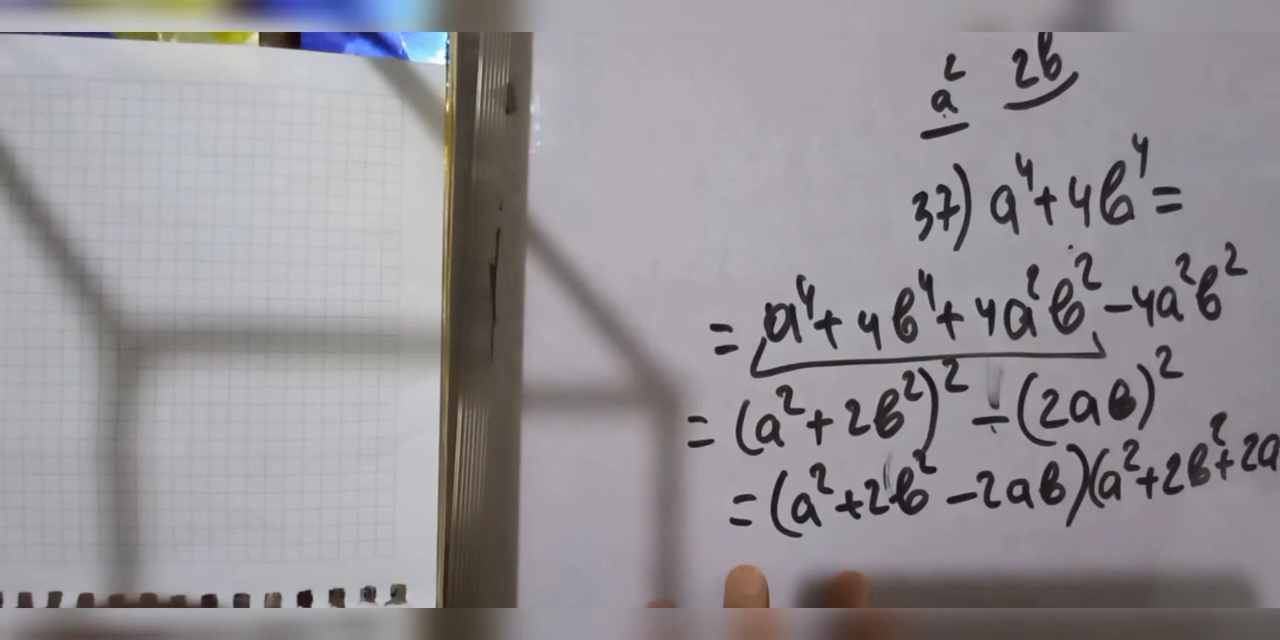 a² 2b
37) a⁴+4b⁴=
= a⁴+4b⁴+4a²b²-4a²b²
= (a²+2b²)²-(2ab)²
= (a²+2b²-2ab)(a²+2b²+2a